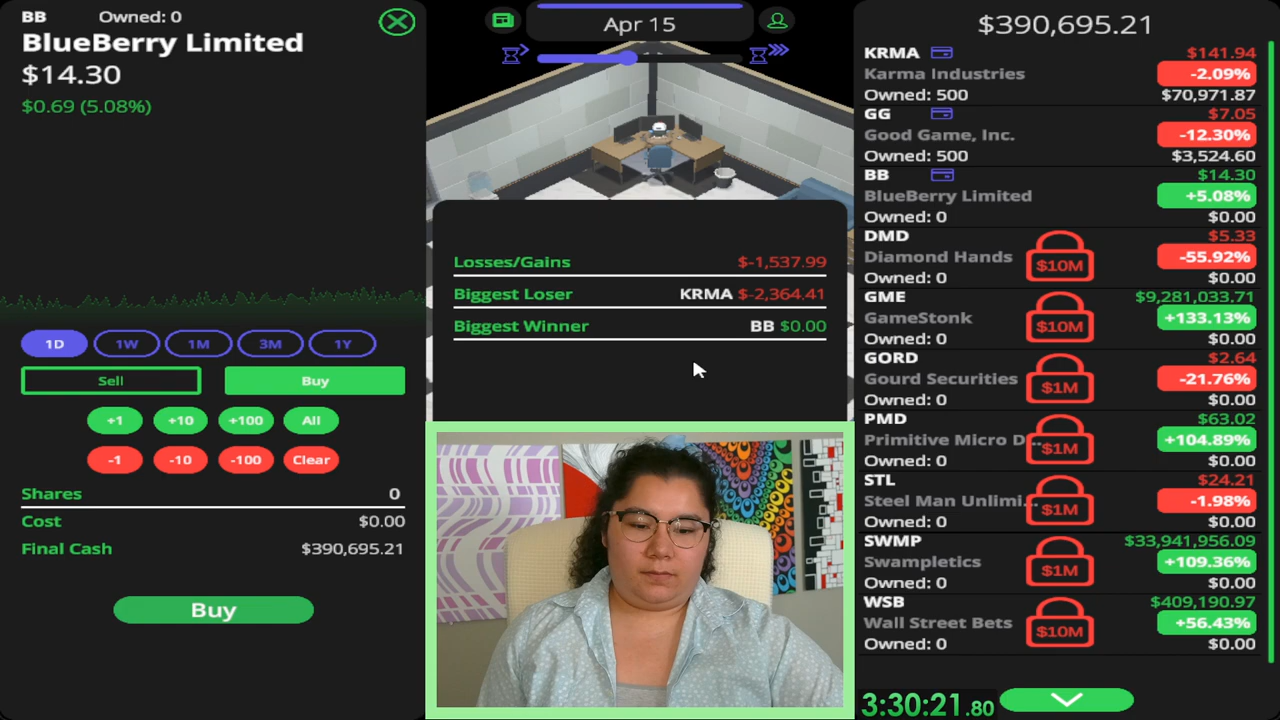 BB Owned: 0
BlueBerry Limited
$14.30
$0.69 (5.08%)
1D 1W 1M 3M 1Y
Sell Buy
+1 +10 +100 All
-1 -10 -100 Clear
Shares 0
Cost $0.00
Final Cash $390,695.21
Buy
Apr 15
Losses/Gains $-1,537.99
Biggest Loser KRMA $-2,364.41
Biggest Winner BB $0.00
$390,695.21
KRMA $141.94
Karma Industries -2.09%
Owned: 500 $70,971.87
GG $7.05
Good Game, Inc. -12.30%
Owned: 500 $3,524.60
BB $14.30
BlueBerry Limited +5.08%
Owned: 0 $0.00
DMD $5.33
Diamond Hands $10M -55.92%
Owned: 0 $0.00
GME $9,281,033.71
GameStonk $10M +133.13%
Owned: 0 $0.00
GORD $2.64
Gourd Securities $1M -21.76%
Owned: 0 $0.00
PMD $63.02
Primitive Micro D... $1M +104.89%
Owned: 0 $0.00
STL $24.21
Steel Man Unlimi... $1M -1.98%
Owned: 0 $0.00
SWMP $33,941,956.09
Swampletics $1M +109.36%
Owned: 0 $0.00
WSB $409,190.97
Wall Street Bets $10M +56.43%
Owned: 0 $0.00
3:30:21.80